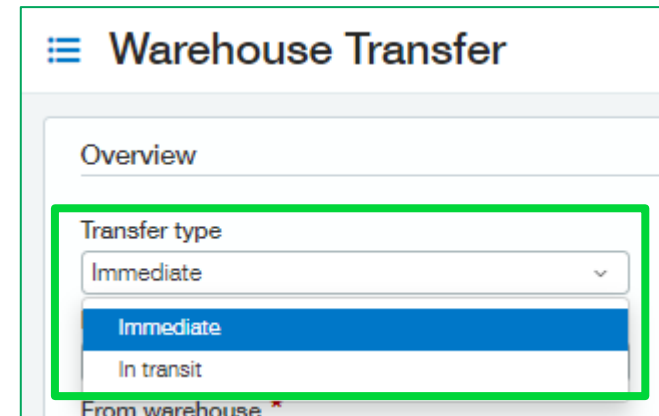 Warehouse Transfer
Overview
Transfer type
Immediate
Immediate
In transit
From warehouse *